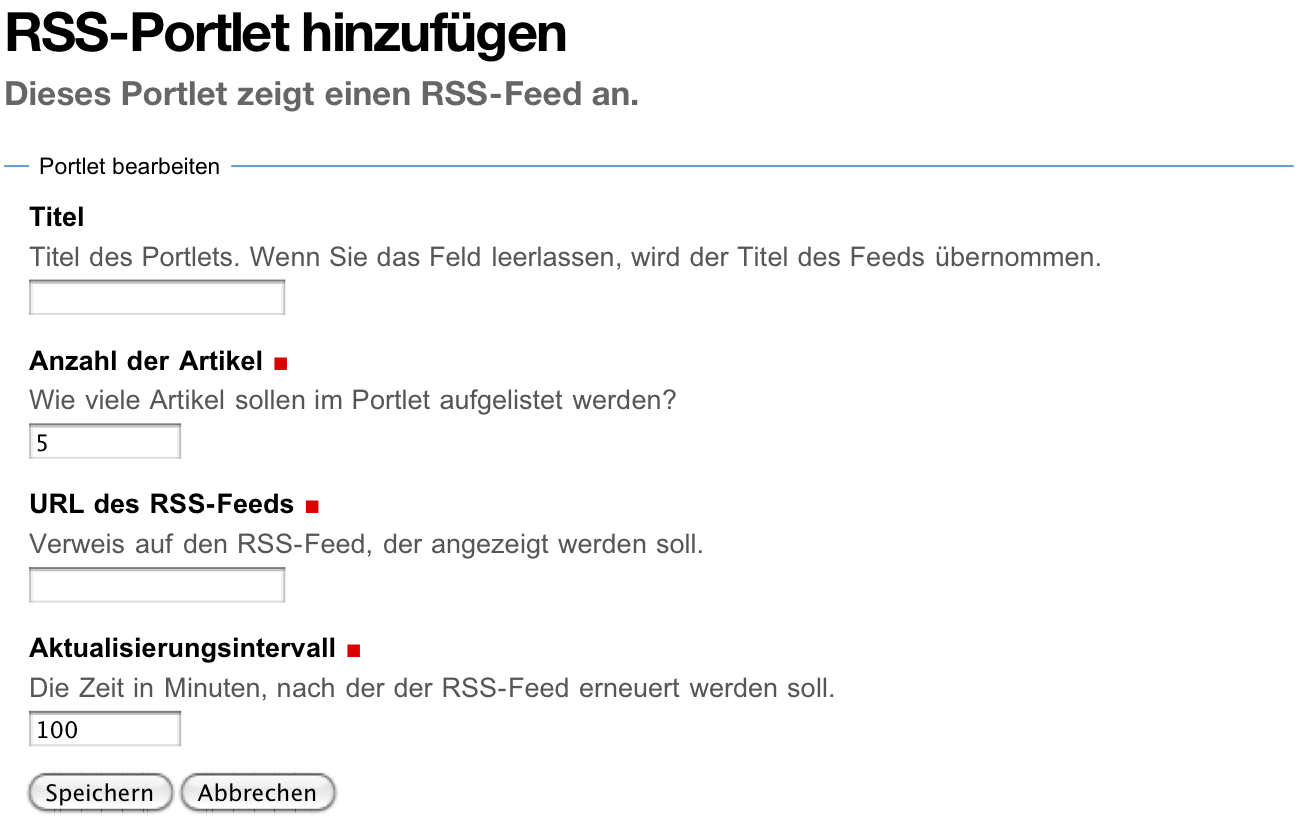 RSS-Portlet hinzufügen
Dieses Portlet zeigt einen RSS-Feed an.
Portlet bearbeiten
Titel
Titel des Portlets. Wenn Sie das Feld leerlassen, wird der Titel des Feeds übernommen.
Anzahl der Artikel
Wie viele Artikel sollen im Portlet aufgelistet werden?
5
URL des RSS-Feeds
Verweis auf den RSS-Feed, der angezeigt werden soll.
Aktualisierungsintervall
Die Zeit in Minuten, nach der der RSS-Feed erneuert werden soll.
100
Speichern Abbrechen